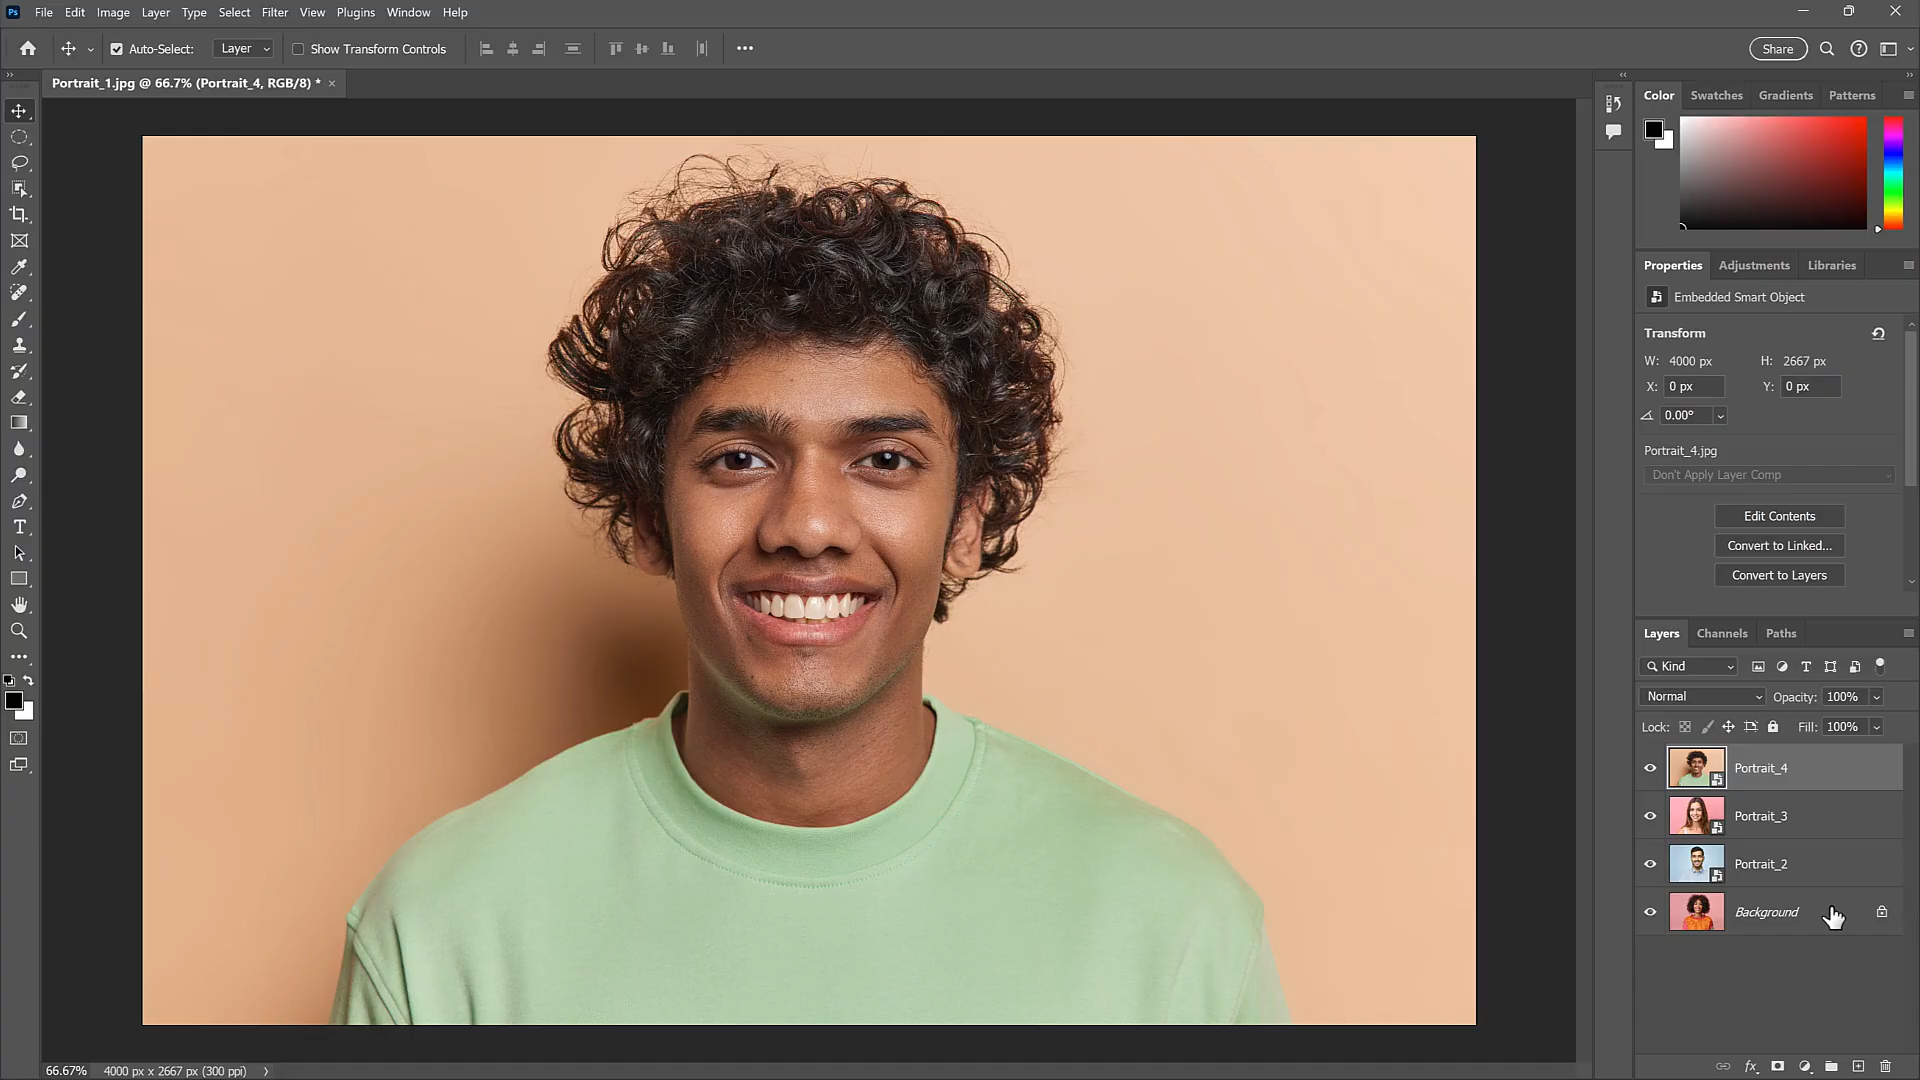 Ps File Edit Image Layer Type Select Filter View Plugins Window Help
Auto-Select: Layer Show Transform Controls Share
Portrait_1.jpg @ 66.7% (Portrait_4, RGB/8) *
Color Swatches Gradients Patterns
Properties Adjustments Libraries
Embedded Smart Object
Transform
W: 4000 px H: 2667 px
X: 0 px Y: 0 px
0.00°
Portrait_4.jpg
Don't Apply Layer Comp
Edit Contents
Convert to Linked...
Convert to Layers
Layers Channels Paths
Kind
Normal Opacity: 100%
Lock: Fill: 100%
Portrait_4
Portrait_3
Portrait_2
Background
66.67% 4000 px x 2667 px (300 ppi)